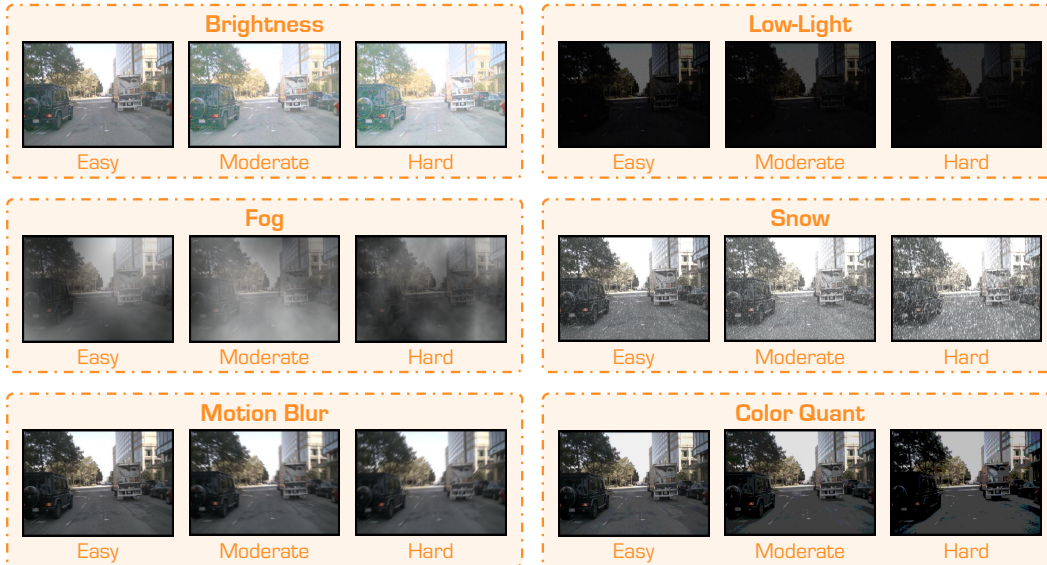 Brightness
Easy Moderate Hard
Low-Light
Easy Moderate Hard
Fog
Easy Moderate Hard
Snow
Easy Moderate Hard
Motion Blur
Easy Moderate Hard
Color Quant
Easy Moderate Hard